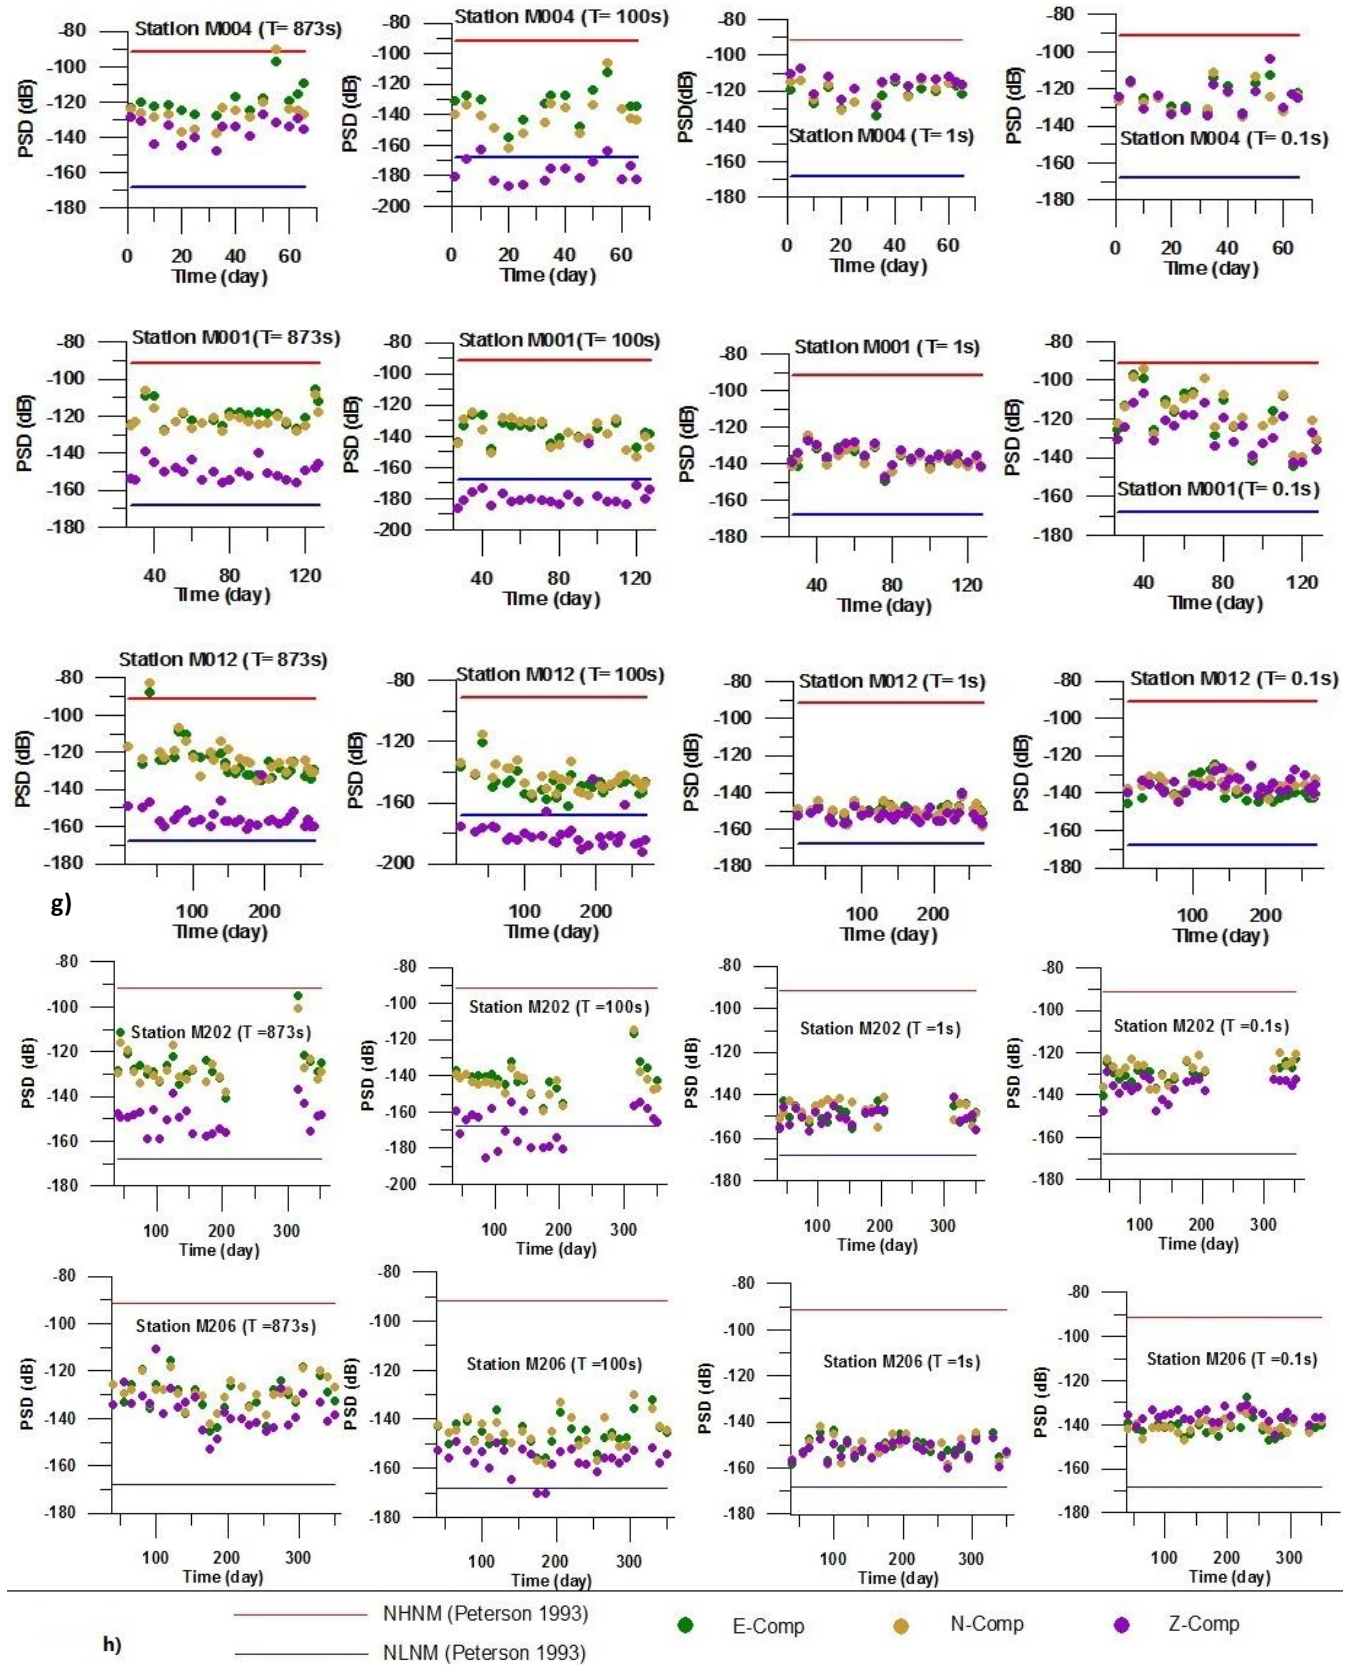 Station M004 (T= 873s)
PSD (dB)
-80
-100
-120
-140
-160
-180
0 20 40 60
Time (day)
Station M004 (T= 100s)
PSD (dB)
-80
-100
-120
-140
-160
-180
-200
0 20 40 60
Time (day)
PSD(dB)
-80
-100
-120
-140
-160
-180
Station M004 (T= 1s)
0 20 40 60
Time (day)
PSD (dB)
-80
-100
-120
-140
-160
-180
Station M004 (T= 0.1s)
0 20 40 60
Time (day)
Station M001(T= 873s)
PSD (dB)
-80
-100
-120
-140
-160
-180
40 80 120
Time (day)
Station M001(T= 100s)
PSD (dB)
-80
-100
-120
-140
-160
-180
-200
40 80 120
Time (day)
Station M001 (T= 1s)
PSD (dB)
-80
-100
-120
-140
-160
-180
40 80 120
Time (day)
PSD (dB)
-80
-100
-120
-140
-160
-180
Station M001(T= 0.1s)
40 80 120
Time (day)
Station M012 (T= 873s)
PSD (dB)
-80
-100
-120
-140
-160
-180
100 200
Time (day)
Station M012 (T=100s)
PSD (dB)
-80
-120
-160
-200
100 200
Time (day)
Station M012 (T= 1s)
PSD (dB)
-80
-100
-120
-140
-160
-180
100 200
Time (day)
Station M012 (T= 0.1s)
PSD (dB)
-80
-100
-120
-140
-160
-180
100 200
Time (day)
g)
PSD (dB)
-80
-100
-120
-140
-160
-180
Station M202 (T =873s)
100 200 300
Time (day)
PSD (dB)
-80
-100
-120
-140
-160
-180
-200
Station M202 (T =100s)
100 200 300
Time (day)
PSD (dB)
-80
-100
-120
-140
-160
-180
Station M202 (T =1s)
100 200 300
Time (day)
PSD (dB)
-80
-100
-120
-140
-160
-180
Station M202 (T =0.1s)
100 200 300
Time (day)
PSD (dB)
-80
-100
-120
-140
-160
-180
Station M206 (T =873s)
100 200 300
Time (day)
PSD (dB)
-80
-100
-120
-140
-160
-180
Station M206 (T =100s)
100 200 300
Time (day)
PSD (dB)
-80
-100
-120
-140
-160
-180
Station M206 (T =1s)
100 200 300
Time (day)
PSD (dB)
-80
-100
-120
-140
-160
-180
Station M206 (T =0.1s)
100 200 300
Time (day)
NHNM (Peterson 1993) E-Comp N-Comp Z-Comp
h)
NLNM (Peterson 1993)